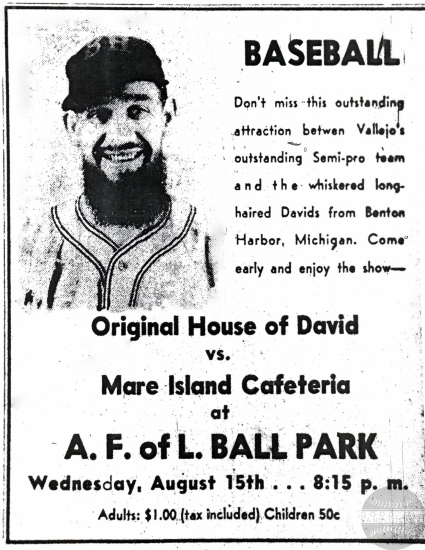 BASEBALL
Don't miss this outstanding
attraction betwen Vallejo's
outstanding Semi-pro team
and the whiskered long-
haired Davids from Benton
Harbor, Michigan. Come
early and enjoy the show—
Original House of David
vs.
Mare Island Cafeteria
at
A. F. of L. BALL PARK
Wednesday, August 15th . . . 8:15 p. m.
Adults: $1.00 (tax included) Children 50c